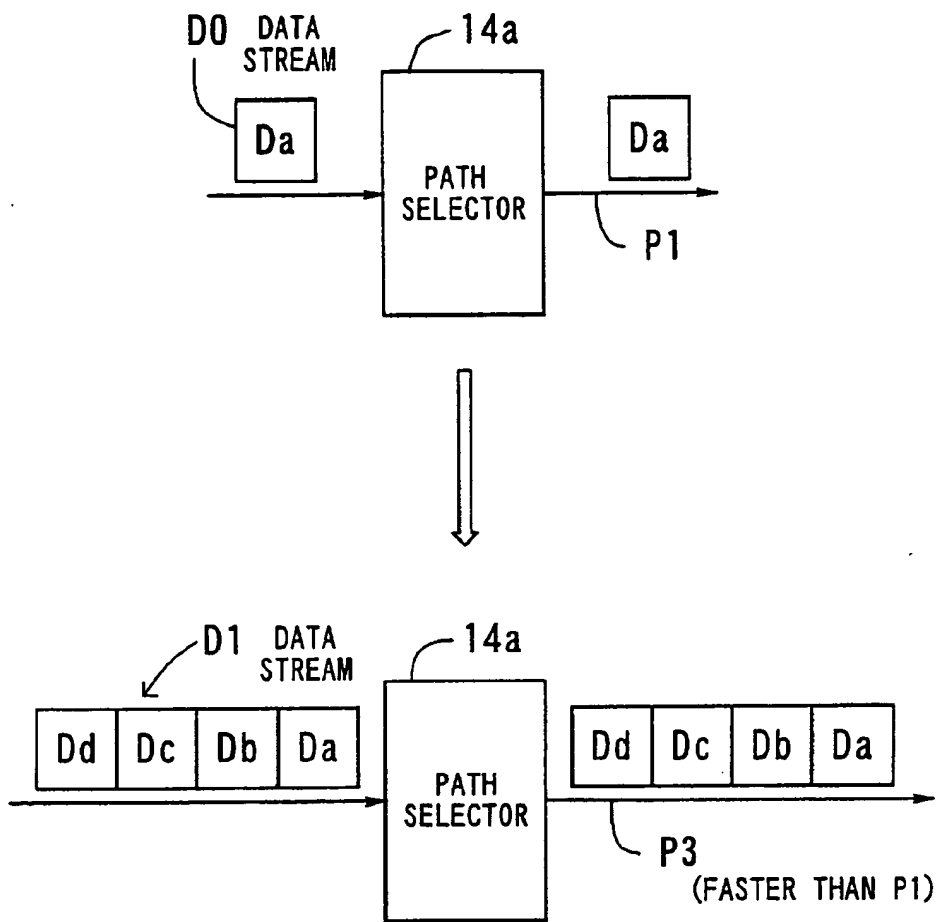 D0 DATA
STREAM
14a
Da
PATH
SELECTOR
Da
P1
D1 DATA
STREAM
14a
Dd Dc Db Da
PATH
SELECTOR
Dd Dc Db Da
P3
(FASTER THAN P1)